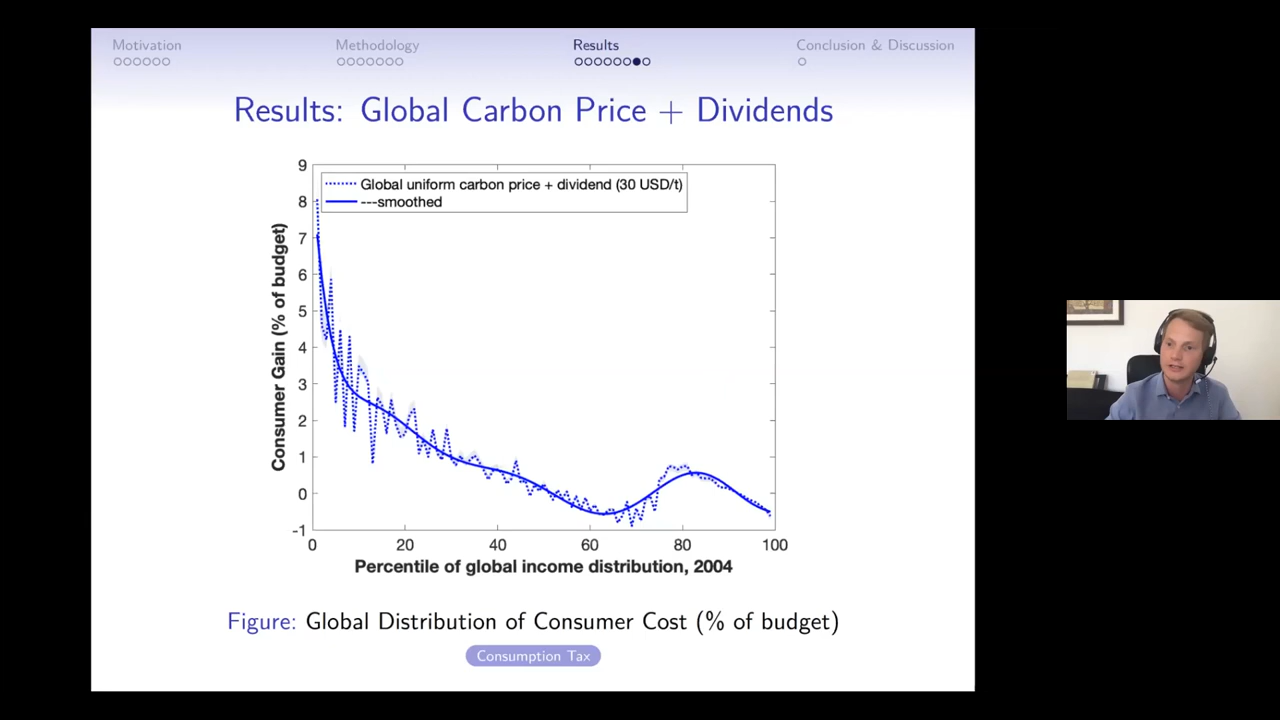 Motivation
Methodology
Results
Conclusion & Discussion
Results: Global Carbon Price + Dividends
9
8
7
6
5
4
3
2
1
0
-1
Consumer Gain (% of budget)
Global uniform carbon price + dividend (30 USD/t)
---smoothed
0 20 40 60 80 100
Percentile of global income distribution, 2004
Figure: Global Distribution of Consumer Cost (% of budget)
Consumption Tax